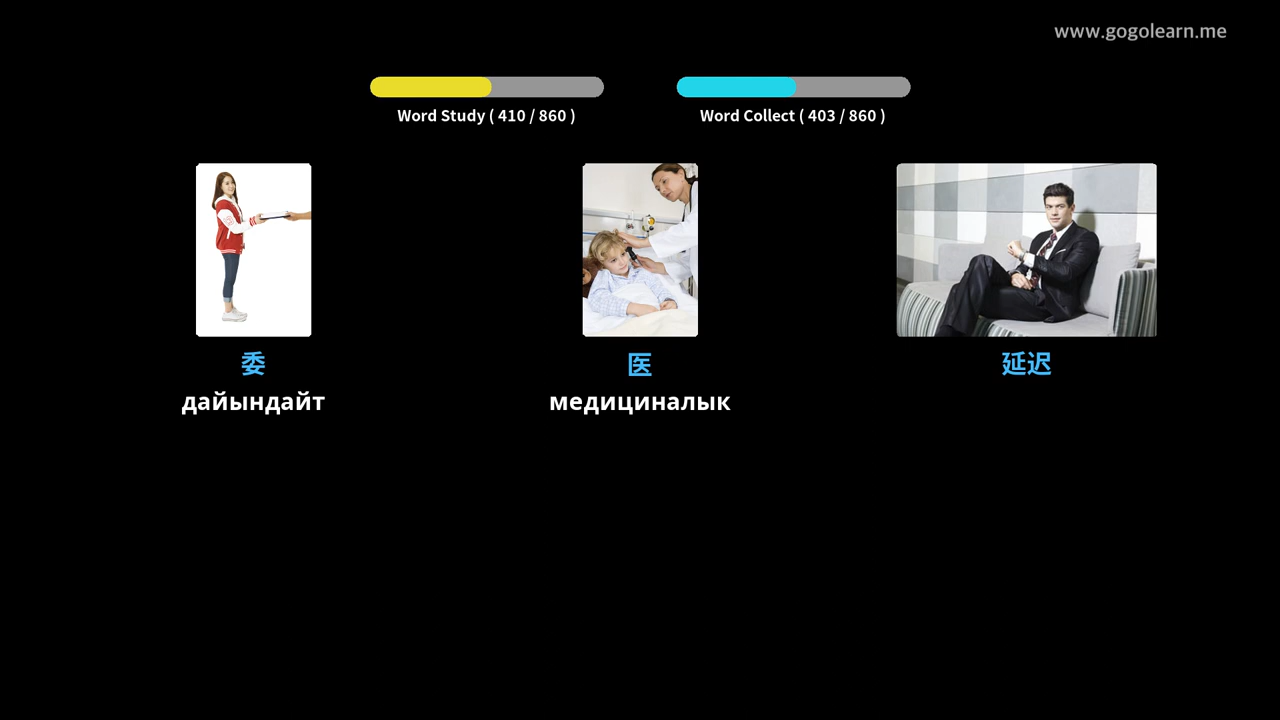 www.gogolearn.me
Word Study ( 410 / 860 )
Word Collect ( 403 / 860 )
委
дайындайт
医
медициналык
延迟